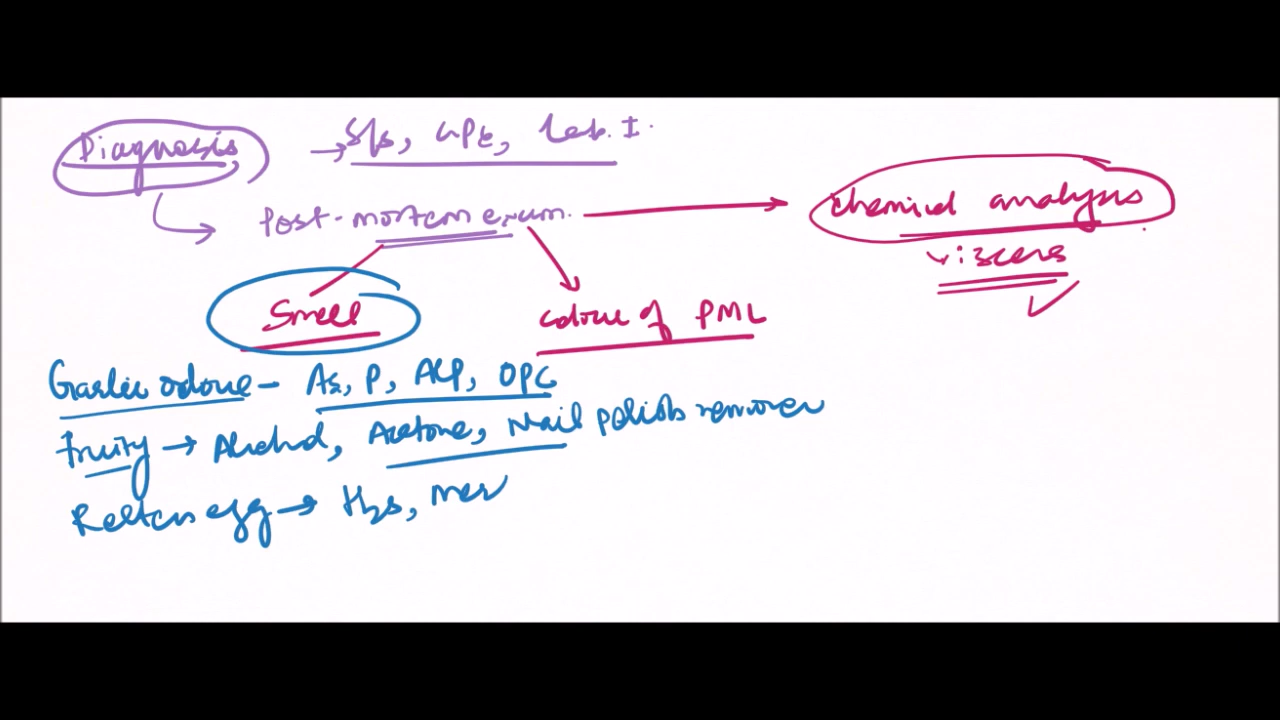 Diagnosis → S/s, GPE, Lab. I.
Post-mortem exam. → Chemical analysis
viscera
Smell
colour of PML
Garlic odour - As, P, AlP, OPC
fruity → Alcohol, Acetone, Nail polish remover
Rotten egg → H2S, Mer